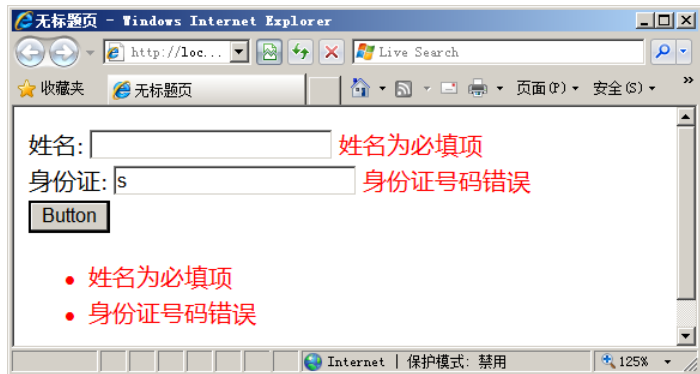 无标题页 - Windows Internet Explorer
http://loc... Live Search
收藏夹 无标题页 页面(P) 安全(S) »
姓名: 姓名为必填项
身份证: s 身份证号码错误
Button
• 姓名为必填项
• 身份证号码错误
Internet | 保护模式: 禁用 125%